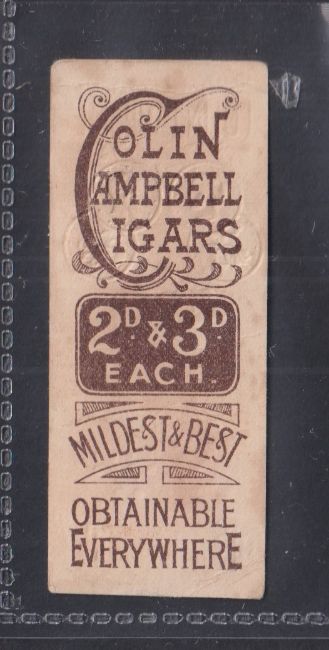 COLIN
CAMPBELL
CIGARS
2D. & 3D.
EACH.
MILDEST & BEST
OBTAINABLE
EVERYWHERE